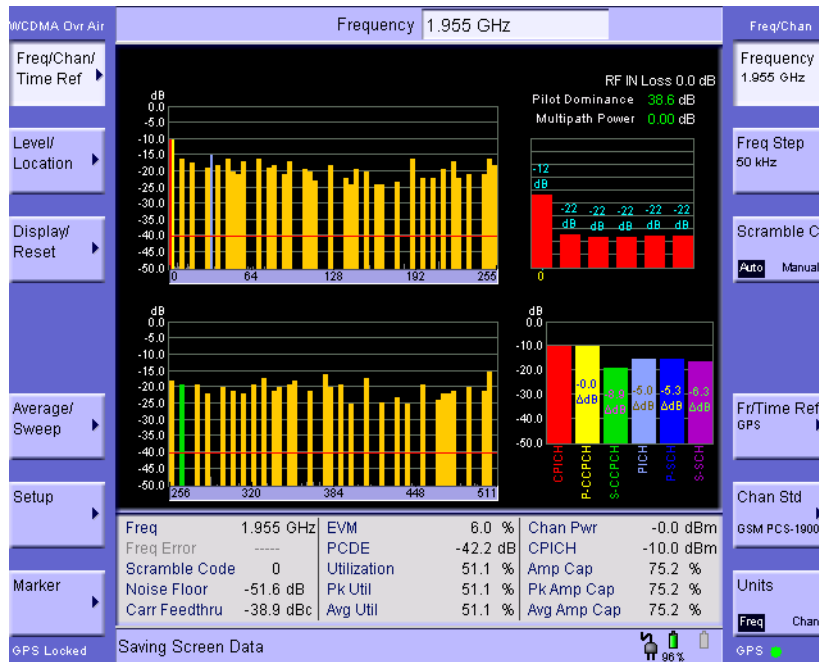 WCDMA Ovr Air
Frequency 1.955 GHz
Freq/Chan
Freq/Chan/
Time Ref
Level/
Location
Display/
Reset
Average/
Sweep
Setup
Marker
GPS Locked
RF IN Loss 0.0 dB
Pilot Dominance 38.6 dB
Multipath Power 0.00 dB
dB
0.0
-5.0
-10.0
-15.0
-20.0
-25.0
-30.0
-35.0
-40.0
-45.0
-50.0
0 64 128 192 255
-12
dB
-22 -22 -22 -22 -22
dB dB dB dB dB
0
dB
0.0
-5.0
-10.0
-15.0
-20.0
-25.0
-30.0
-35.0
-40.0
-45.0
-50.0
256 320 384 448 511
dB
0.0
-10.0
-20.0
-30.0
-40.0
-50.0
-0.0 -5.0 -5.3 -6.3
ΔdB ΔdB ΔdB ΔdB ΔdB
CPICH
P-CCPCH
S-CCPCH
PICH
P-SCH
S-SCH
Freq 1.955 GHz EVM 6.0 % Chan Pwr -0.0 dBm
Freq Error ----- PCDE -42.2 dB CPICH -10.0 dBm
Scramble Code 0 Utilization 51.1 % Amp Cap 75.2 %
Noise Floor -51.6 dB Pk Util 51.1 % Pk Amp Cap 75.2 %
Carr Feedthru -38.9 dBc Avg Util 51.1 % Avg Amp Cap 75.2 %
Saving Screen Data
96%
Frequency
1.955 GHz
Freq Step
50 kHz
Scramble C
Auto Manual
Fr/Time Ref
GPS
Chan Std
GSM PCS-1900
Units
Freq Chan
GPS